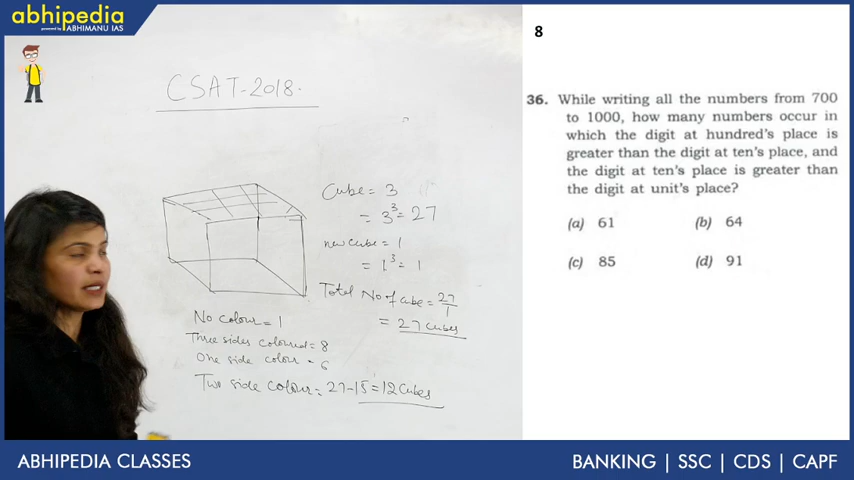 abhipedia
powered by ABHIMANU IAS
CSAT-2018.
Cube = 3
= 3³ = 27
new cube = 1
= 1³ = 1
Total No of cube = 27/1
= 27 cubes
No colour = 1
Three sides coloured = 8
One side colour = 6
Two side colour = 27-15 = 12 Cubes
8
36. While writing all the numbers from 700
to 1000, how many numbers occur in
which the digit at hundred's place is
greater than the digit at ten's place, and
the digit at ten's place is greater than
the digit at unit's place?
(a) 61
(b) 64
(c) 85
(d) 91
ABHIPEDIA CLASSES
BANKING | SSC | CDS | CAPF